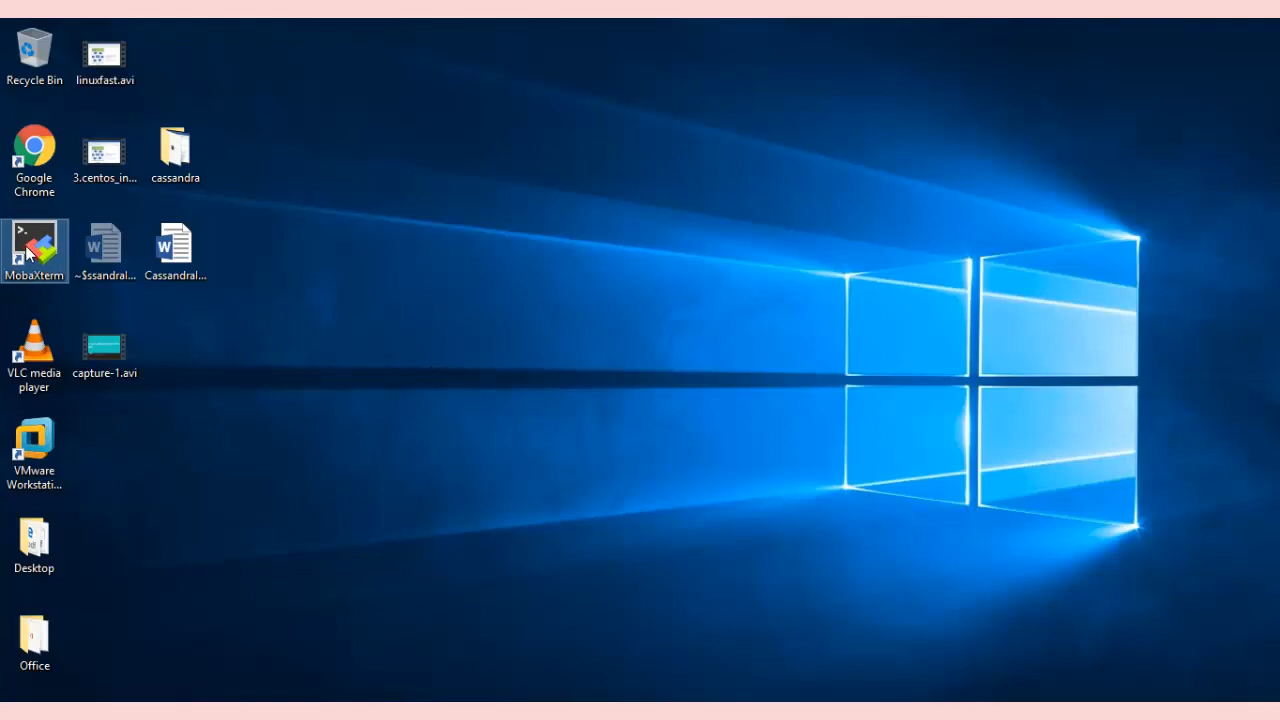 Recycle Bin
linuxfast.avi
Google
Chrome
3.centos_in...
cassandra
MobaXterm
~$ssandral...
Cassandral...
VLC media
player
capture-1.avi
VMware
Workstati...
Desktop
Office